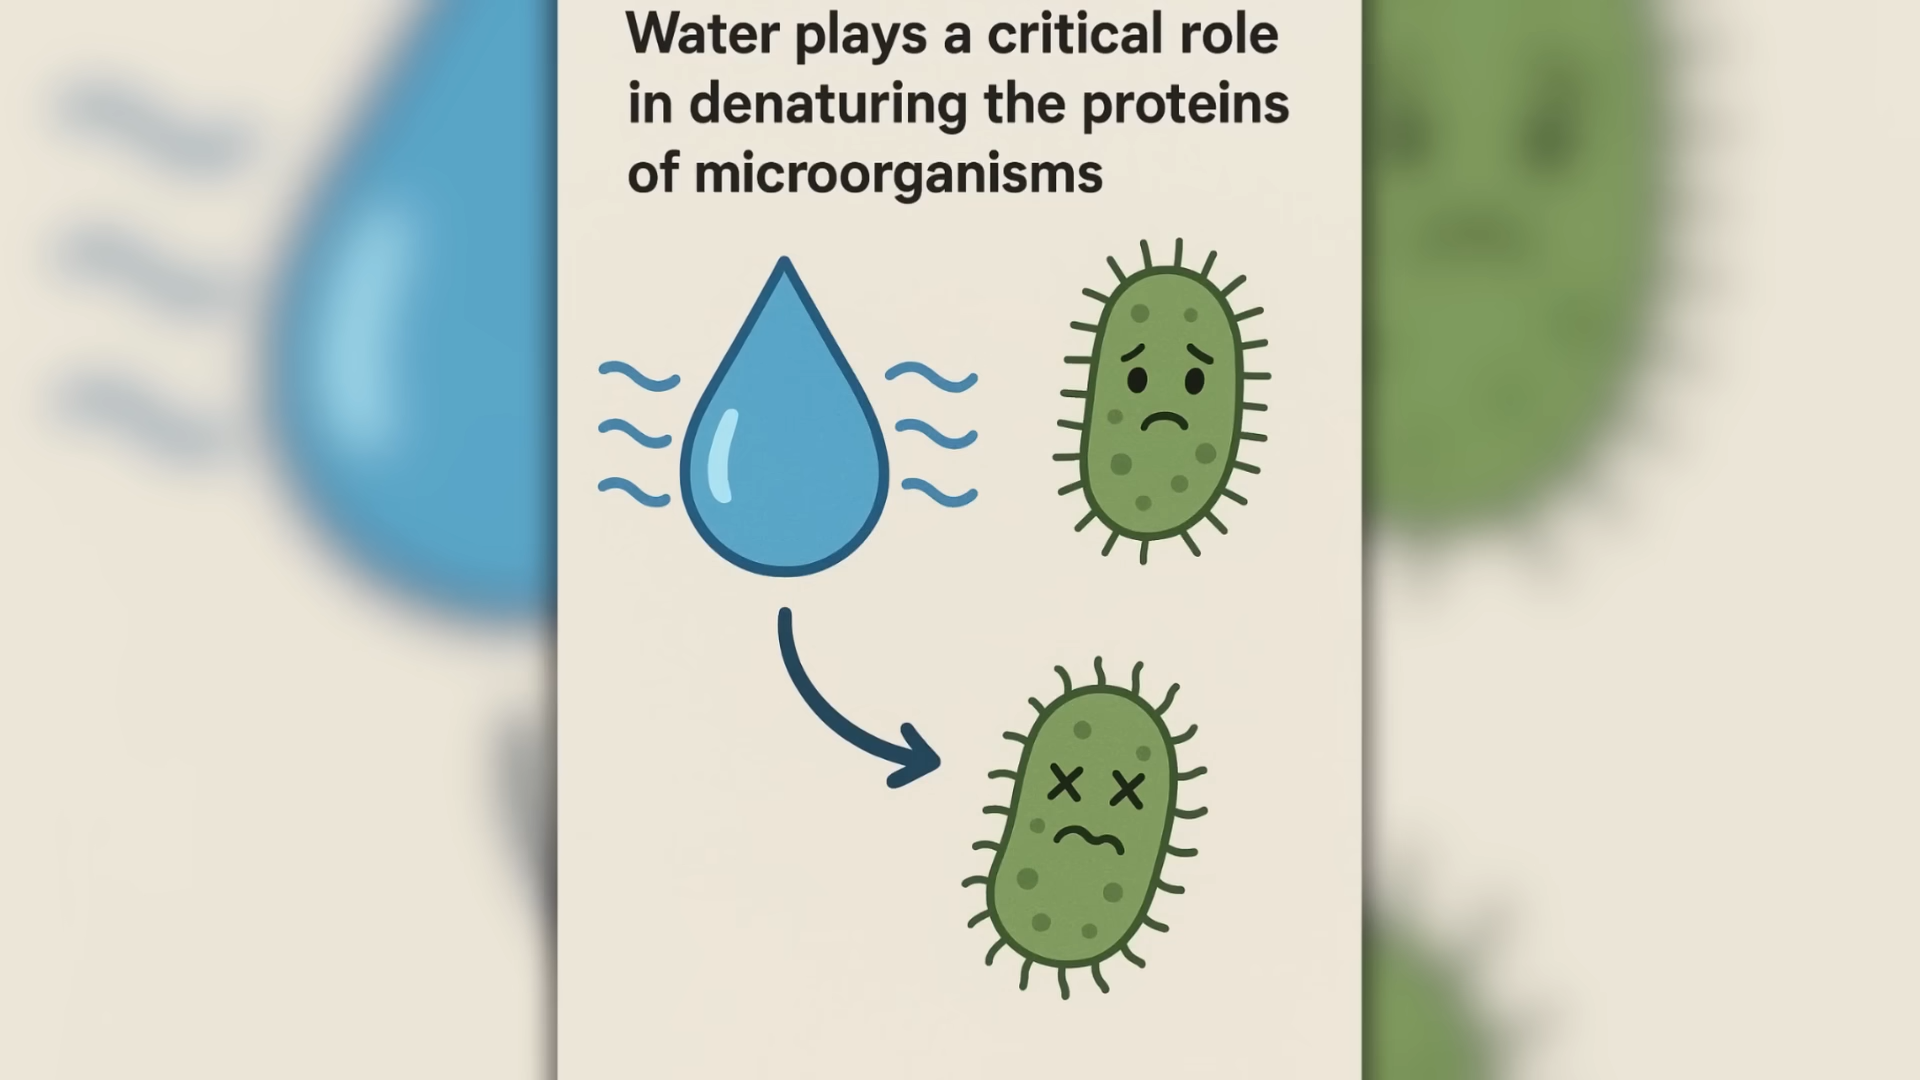 Water plays a critical role
in denaturing the proteins
of microorganisms